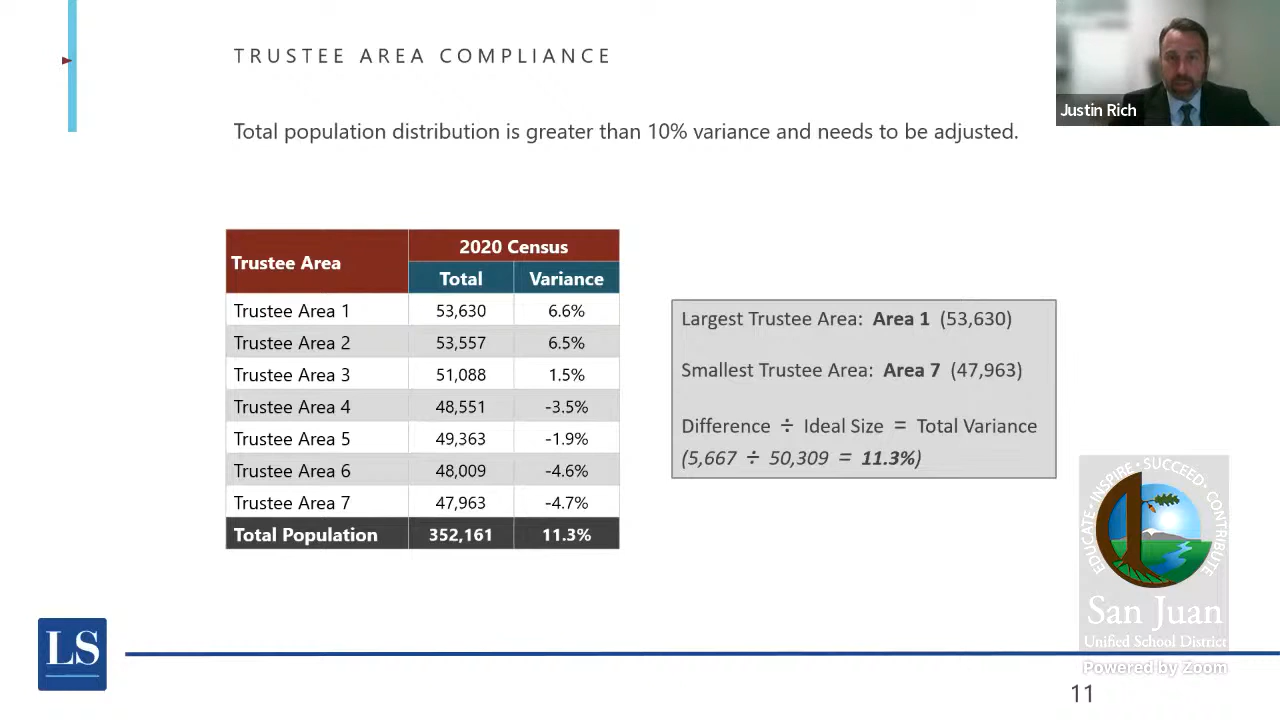 TRUSTEE AREA COMPLIANCE
Justin Rich
Total population distribution is greater than 10% variance and needs to be adjusted.
Trustee Area 2020 Census
Total Variance
Trustee Area 1 53,630 6.6%
Trustee Area 2 53,557 6.5%
Trustee Area 3 51,088 1.5%
Trustee Area 4 48,551 -3.5%
Trustee Area 5 49,363 -1.9%
Trustee Area 6 48,009 -4.6%
Trustee Area 7 47,963 -4.7%
Total Population 352,161 11.3%
Largest Trustee Area: Area 1 (53,630)
Smallest Trustee Area: Area 7 (47,963)
Difference ÷ Ideal Size = Total Variance
(5,667 ÷ 50,309 = 11.3%)
EDUCATE·INSPIRE·SUCCEED·CONTRIBUTE
San Juan
Unified School District
Powered by Zoom
LS
11